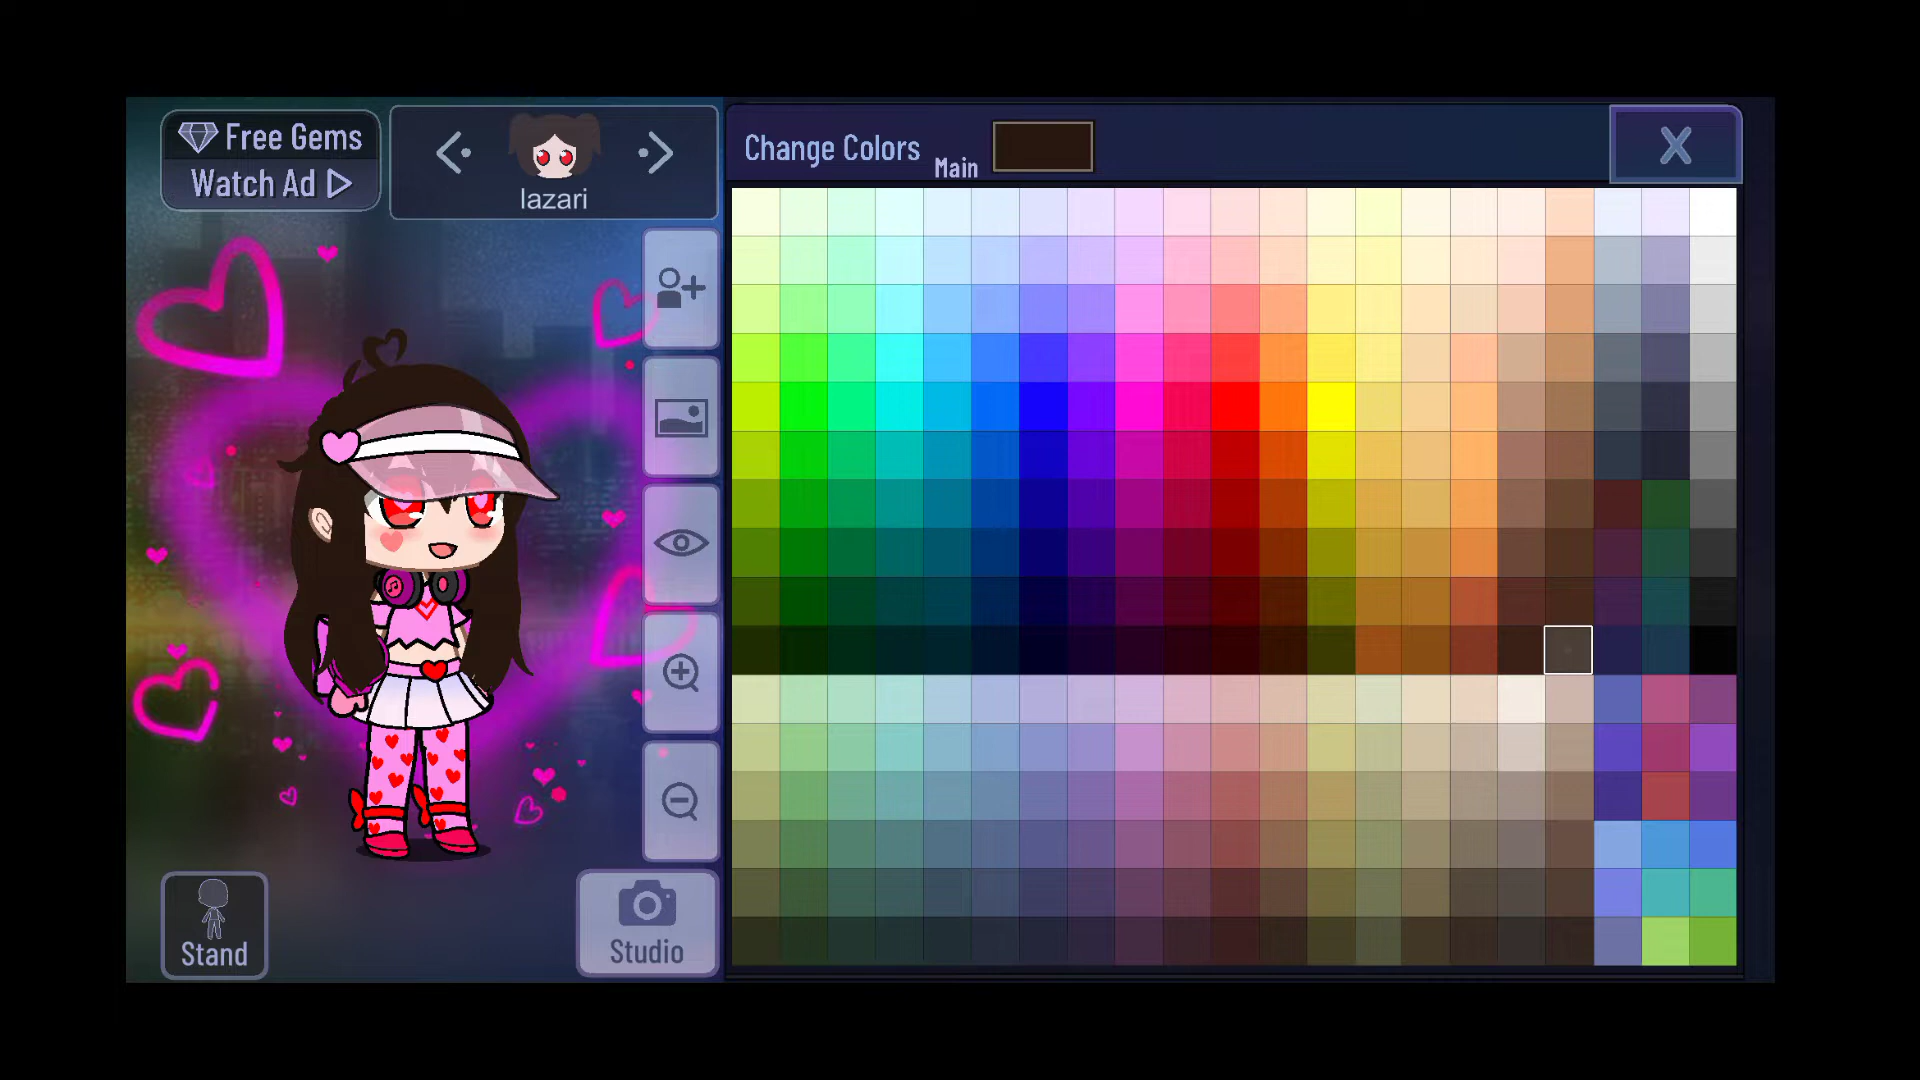 Free Gems
Watch Ad
lazari
Change Colors
Main
X
Stand
Studio